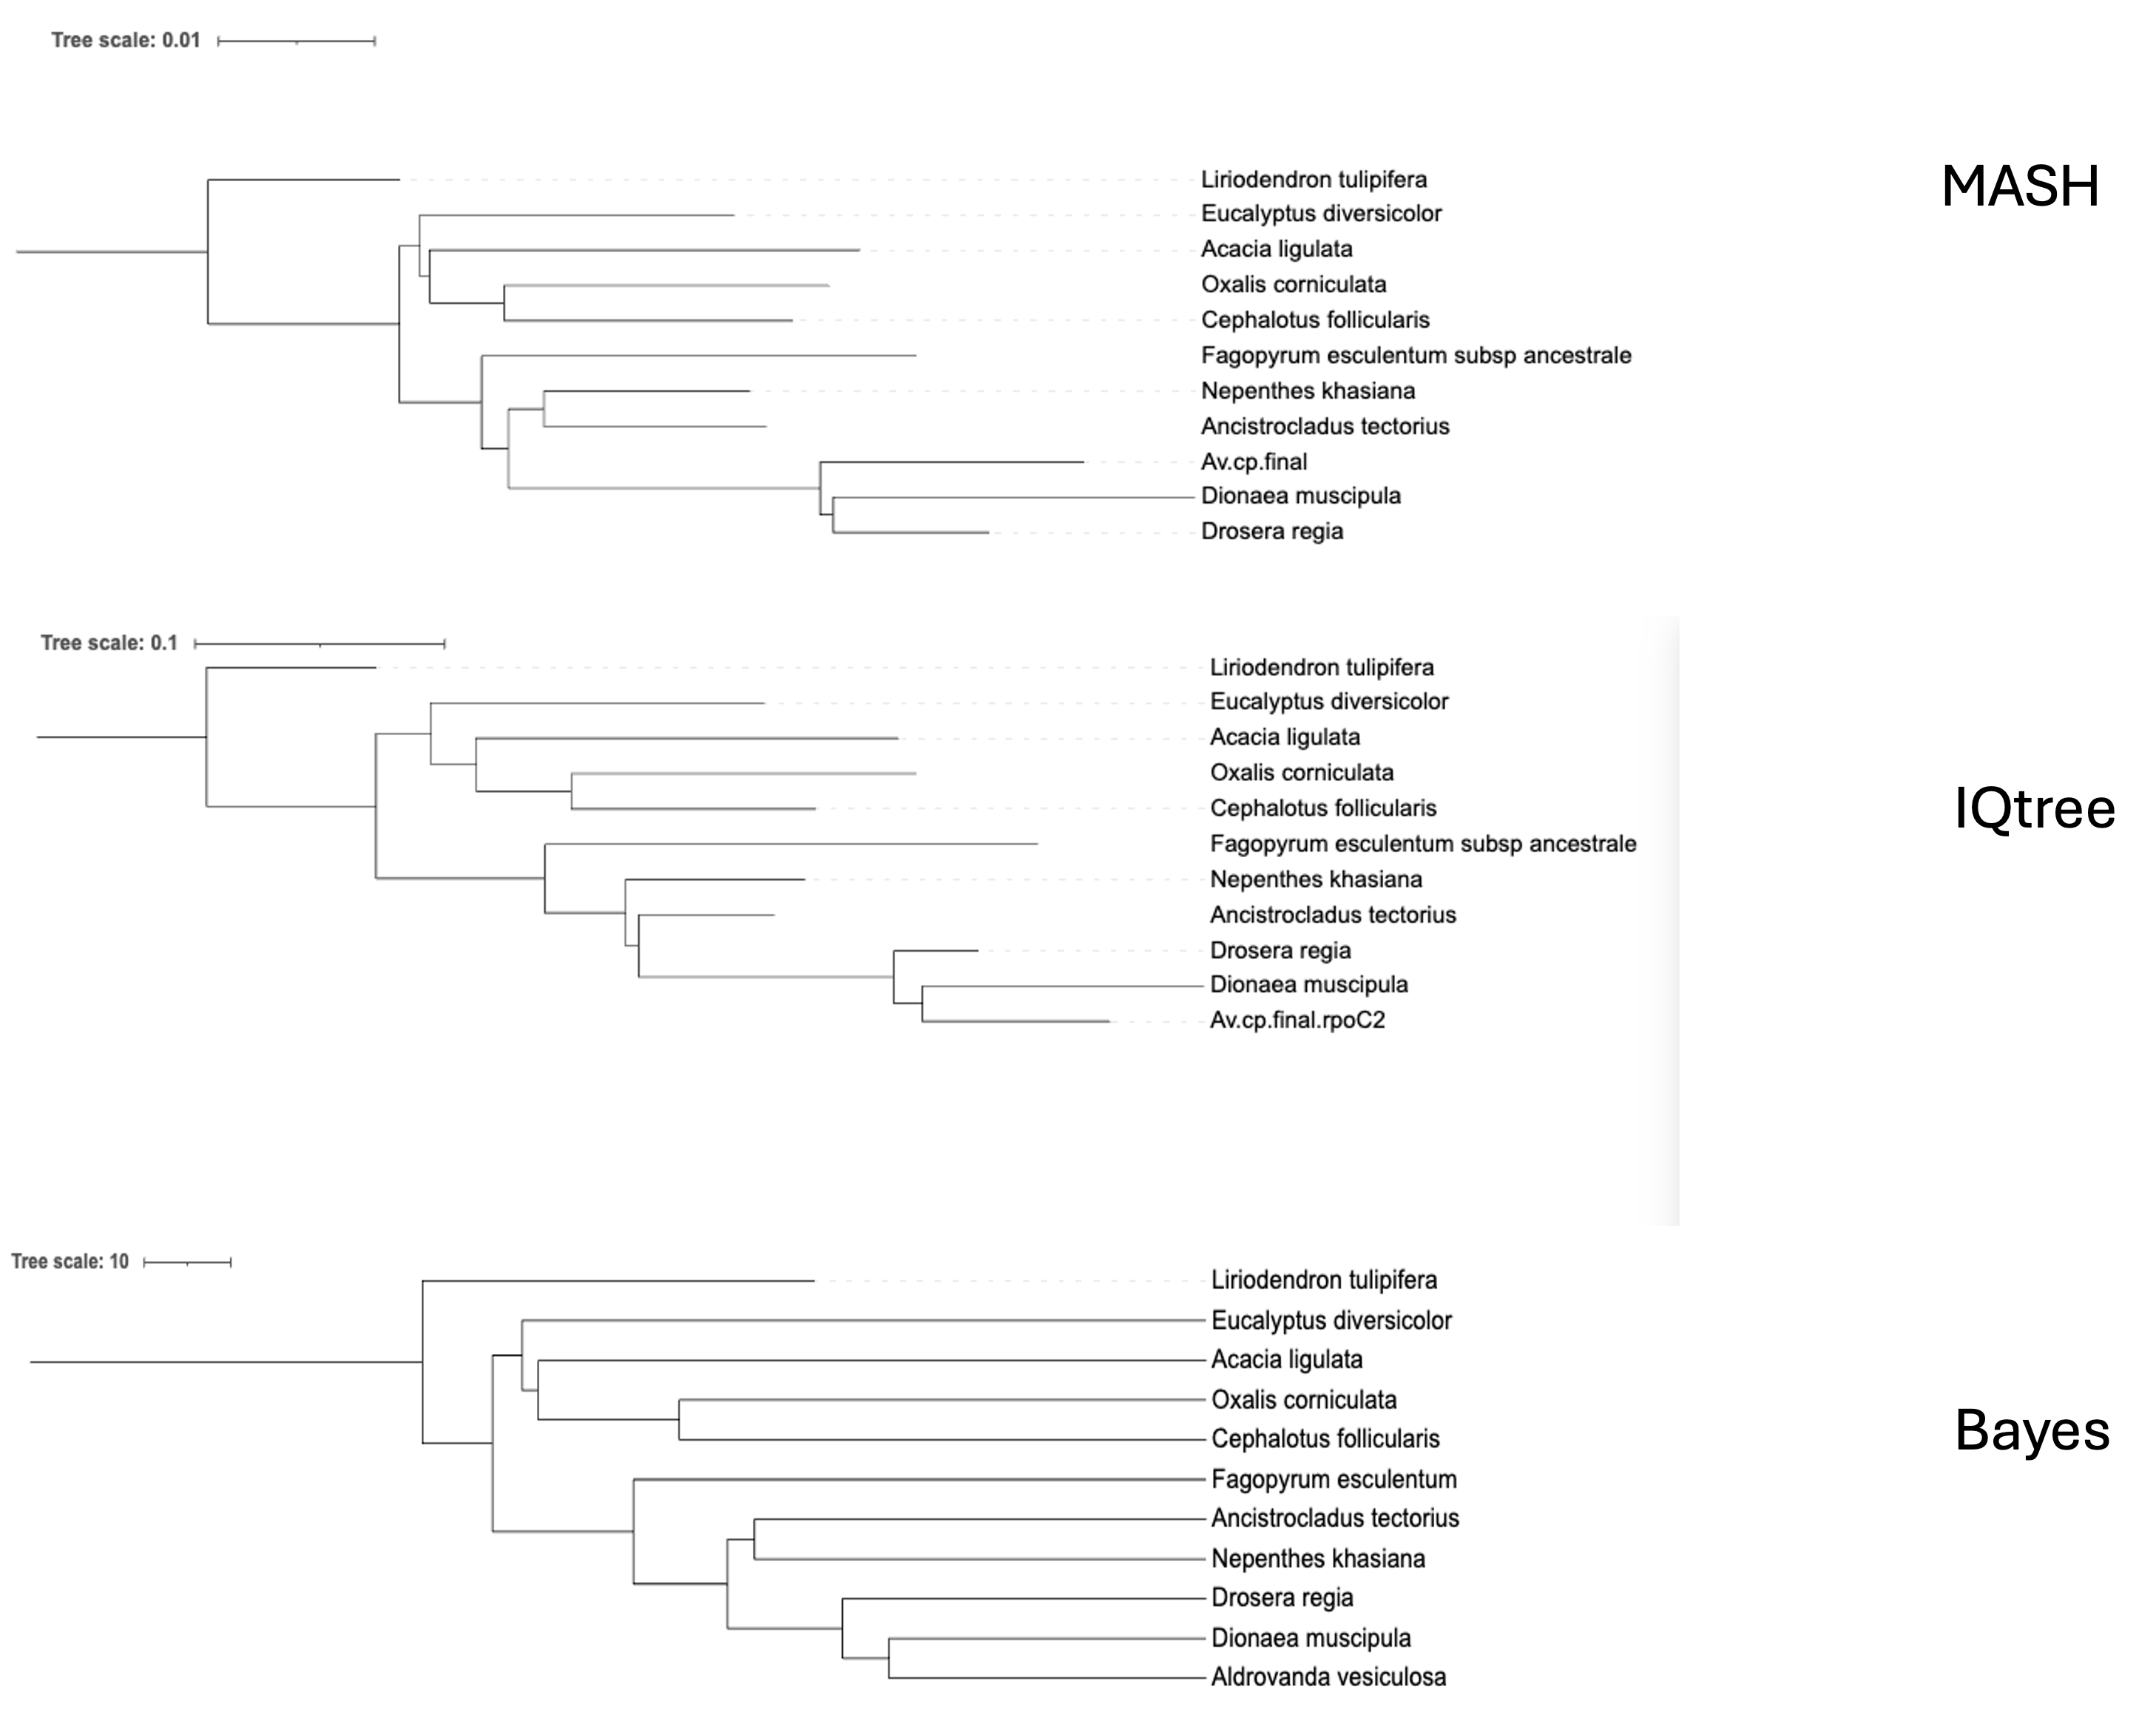 Tree scale: 0.01
MASH
Liriodendron tulipifera
Eucalyptus diversicolor
Acacia ligulata
Oxalis corniculata
Cephalotus follicularis
Fagopyrum esculentum subsp ancestrale
Nepenthes khasiana
Ancistrocladus tectorius
Av.cp.final
Dionaea muscipula
Drosera regia
Tree scale: 0.1
Liriodendron tulipifera
Eucalyptus diversicolor
Acacia ligulata
Oxalis corniculata
IQtree
Cephalotus follicularis
Fagopyrum esculentum subsp ancestrale
Nepenthes khasiana
Ancistrocladus tectorius
Drosera regia
Dionaea muscipula
Av.cp.final.rpoC2
Tree scale: 10
Liriodendron tulipifera
Eucalyptus diversicolor
Acacia ligulata
Oxalis corniculata
Bayes
Cephalotus follicularis
Fagopyrum esculentum
Ancistrocladus tectorius
Nepenthes khasiana
Drosera regia
Dionaea muscipula
Aldrovanda vesiculosa